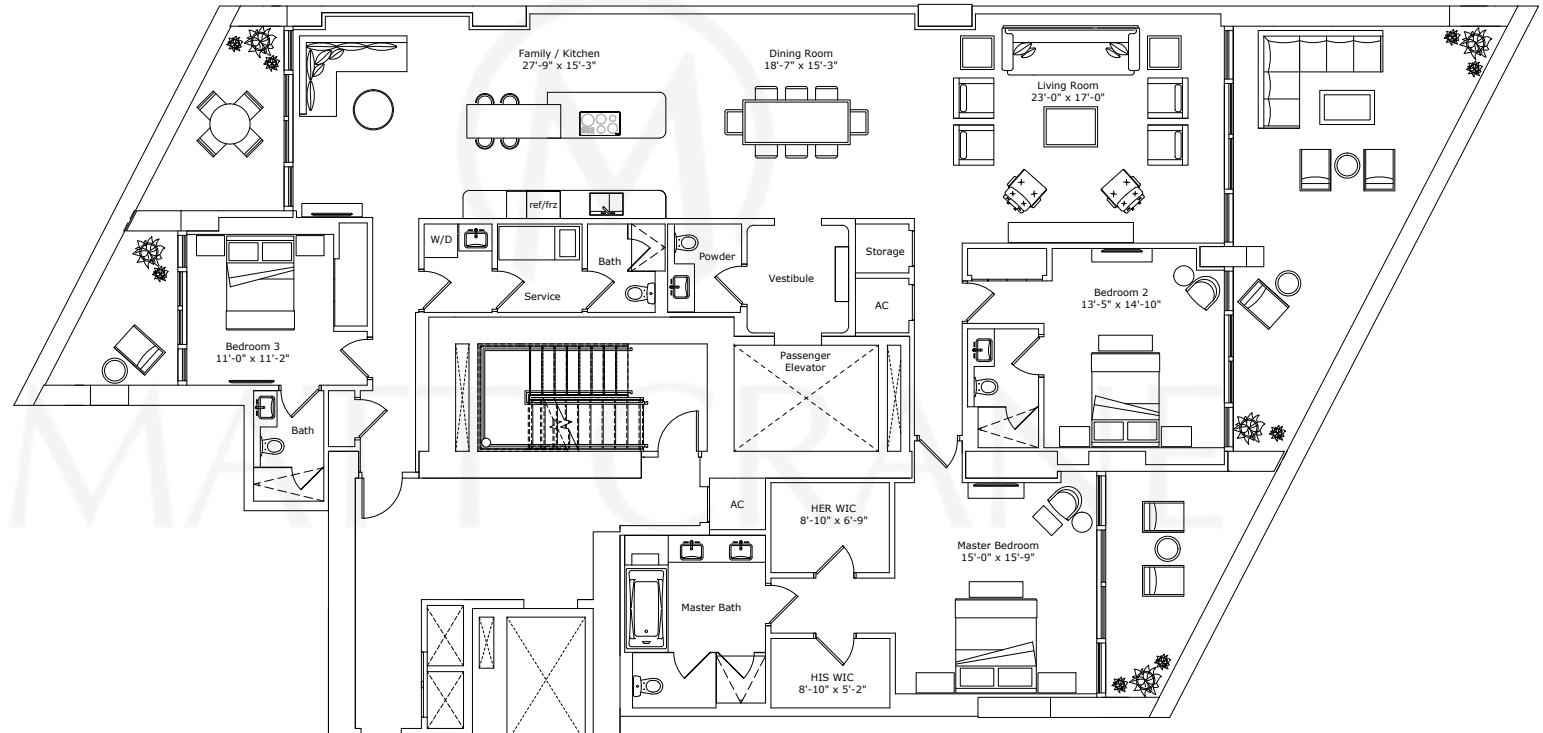 Family / Kitchen
27'-9" x 15'-3"
Dining Room
18'-7" x 15'-3"
Living Room
23'-0" x 17'-0"
ref/frz
W/D
Service
Bath
Powder
Vestibule
Storage
AC
Bedroom 2
13'-5" x 14'-10"
Bedroom 3
11'-0" x 11'-2"
Passenger
Elevator
Bath
AC
HER WIC
8'-10" x 6'-9"
Master Bedroom
15'-0" x 15'-9"
Master Bath
HIS WIC
8'-10" x 5'-2"
MATT CRANE